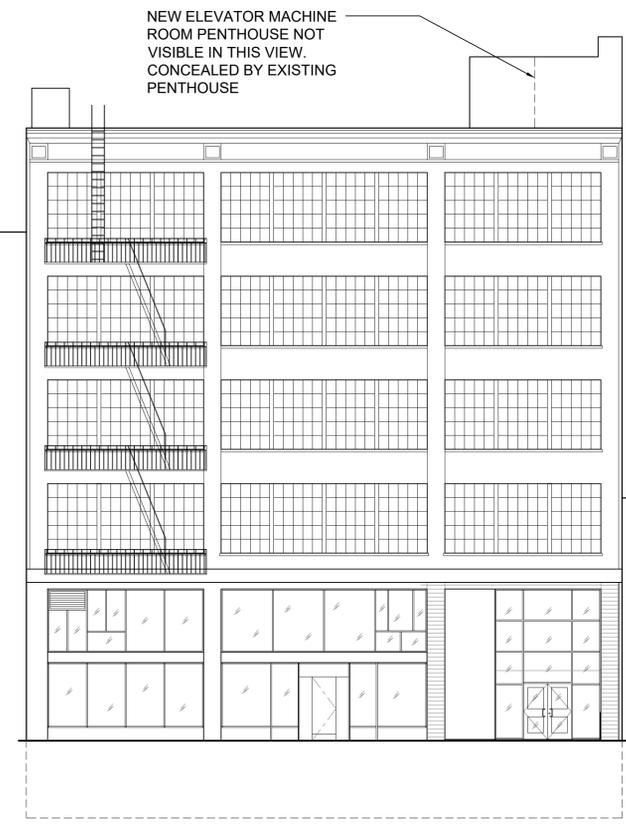 NEW ELEVATOR MACHINE
ROOM PENTHOUSE NOT
VISIBLE IN THIS VIEW.
CONCEALED BY EXISTING
PENTHOUSE